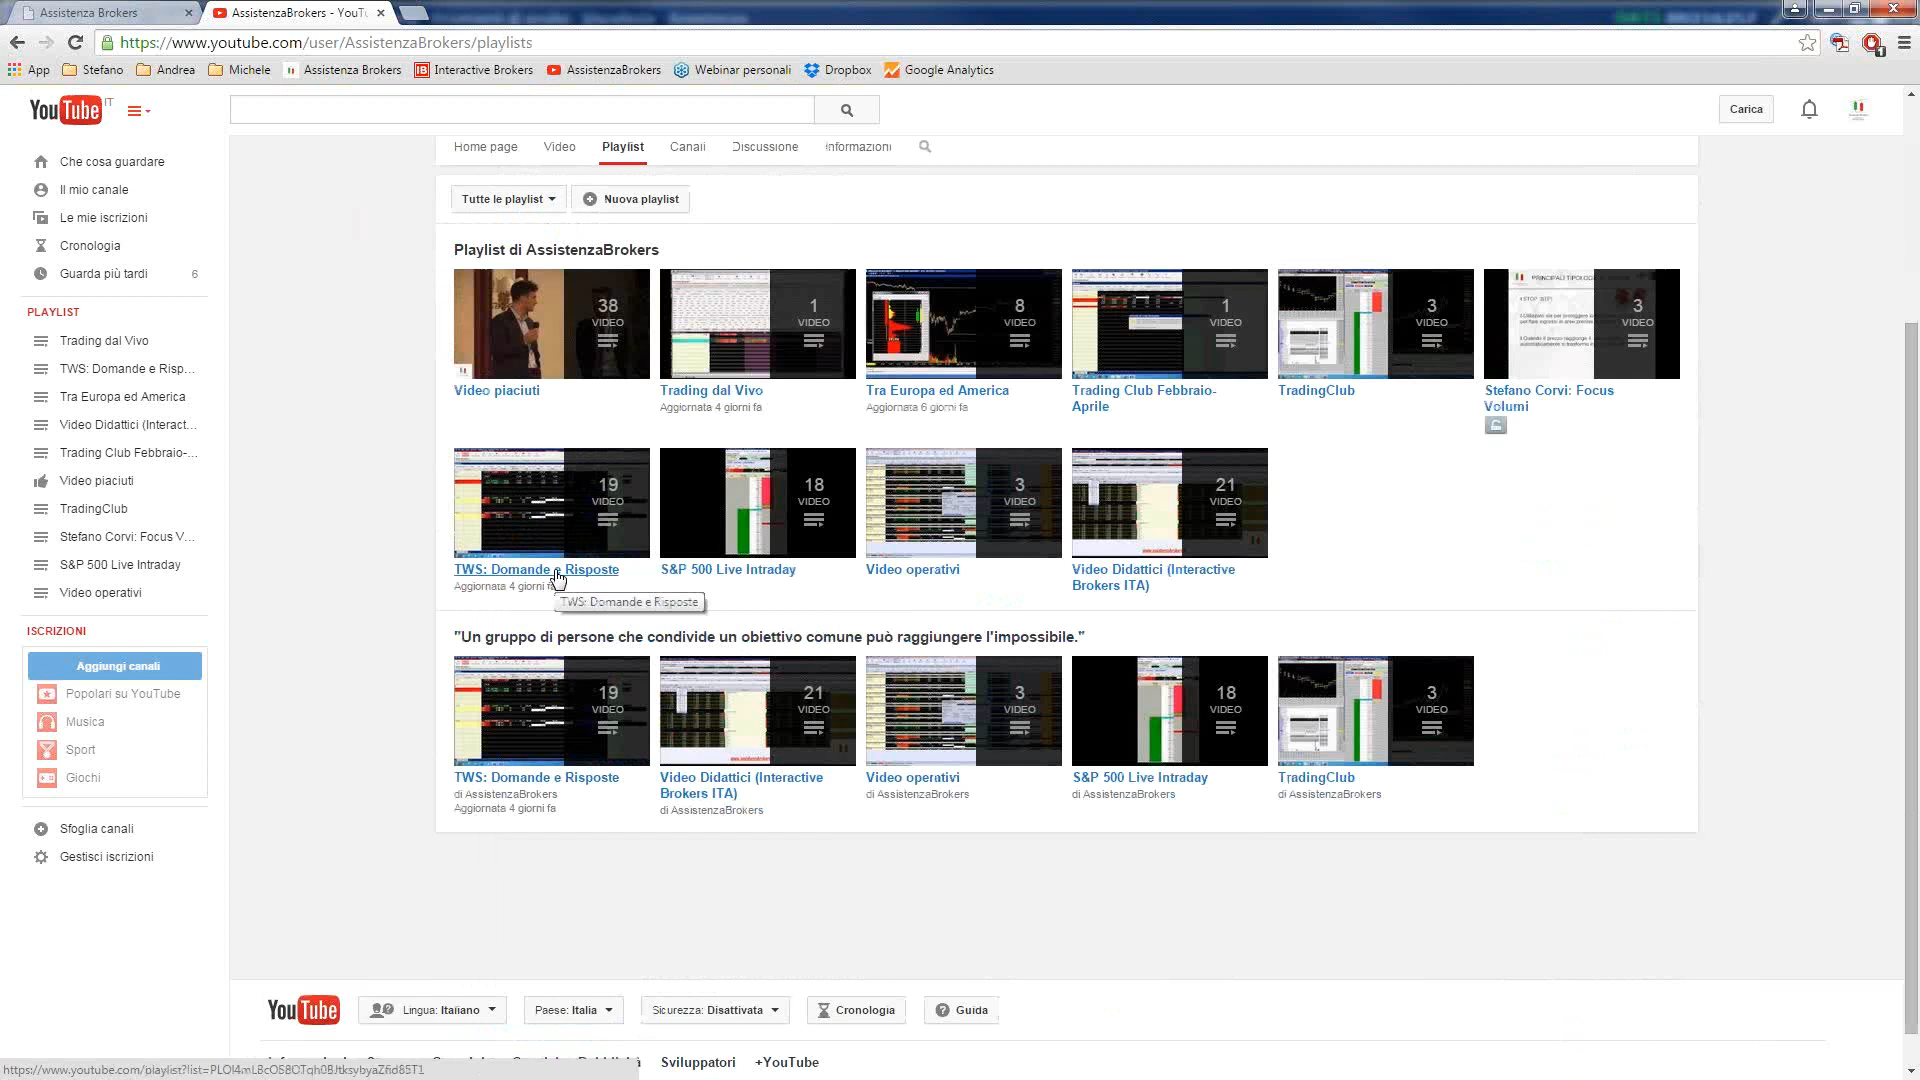 Assistenza Brokers
AssistenzaBrokers - YouTu
https://www.youtube.com/user/AssistenzaBrokers/playlists
App
Stefano
Andrea
Michele
Assistenza Brokers
Interactive Brokers
AssistenzaBrokers
Webinar personali
Dropbox
Google Analytics
YouTube IT
Carica
Home page
Video
Playlist
Canali
Discussione
Informazioni
Che cosa guardare
Il mio canale
Le mie iscrizioni
Cronologia
Guarda più tardi 6
PLAYLIST
Trading dal Vivo
TWS: Domande e Risp...
Tra Europa ed America
Video Didattici (Interact...
Trading Club Febbraio-...
Video piaciuti
TradingClub
Stefano Corvi: Focus V...
S&P 500 Live Intraday
Video operativi
ISCRIZIONI
Aggiungi canali
Popolari su YouTube
Musica
Sport
Giochi
Sfoglia canali
Gestisci iscrizioni
Tutte le playlist
Nuova playlist
Playlist di AssistenzaBrokers
38 VIDEO
1 VIDEO
8 VIDEO
1 VIDEO
3 VIDEO
PRINCIPALI TIPOLOGI
3 VIDEO
Video piaciuti
Trading dal Vivo
Aggiornata 4 giorni fa
Tra Europa ed America
Aggiornata 6 giorni fa
Trading Club Febbraio-
Aprile
TradingClub
Stefano Corvi: Focus
Volumi
19 VIDEO
18 VIDEO
3 VIDEO
21 VIDEO
TWS: Domande e Risposte
Aggiornata 4 giorni fa
TWS: Domande e Risposte
S&P 500 Live Intraday
Video operativi
Video Didattici (Interactive
Brokers ITA)
"Un gruppo di persone che condivide un obiettivo comune può raggiungere l'impossibile."
19 VIDEO
21 VIDEO
3 VIDEO
18 VIDEO
3 VIDEO
TWS: Domande e Risposte
di AssistenzaBrokers
Aggiornata 4 giorni fa
Video Didattici (Interactive
Brokers ITA)
di AssistenzaBrokers
Video operativi
di AssistenzaBrokers
S&P 500 Live Intraday
di AssistenzaBrokers
TradingClub
di AssistenzaBrokers
YouTube
Lingua: Italiano
Paese: Italia
Sicurezza: Disattivata
Cronologia
Guida
Sviluppatori
+YouTube